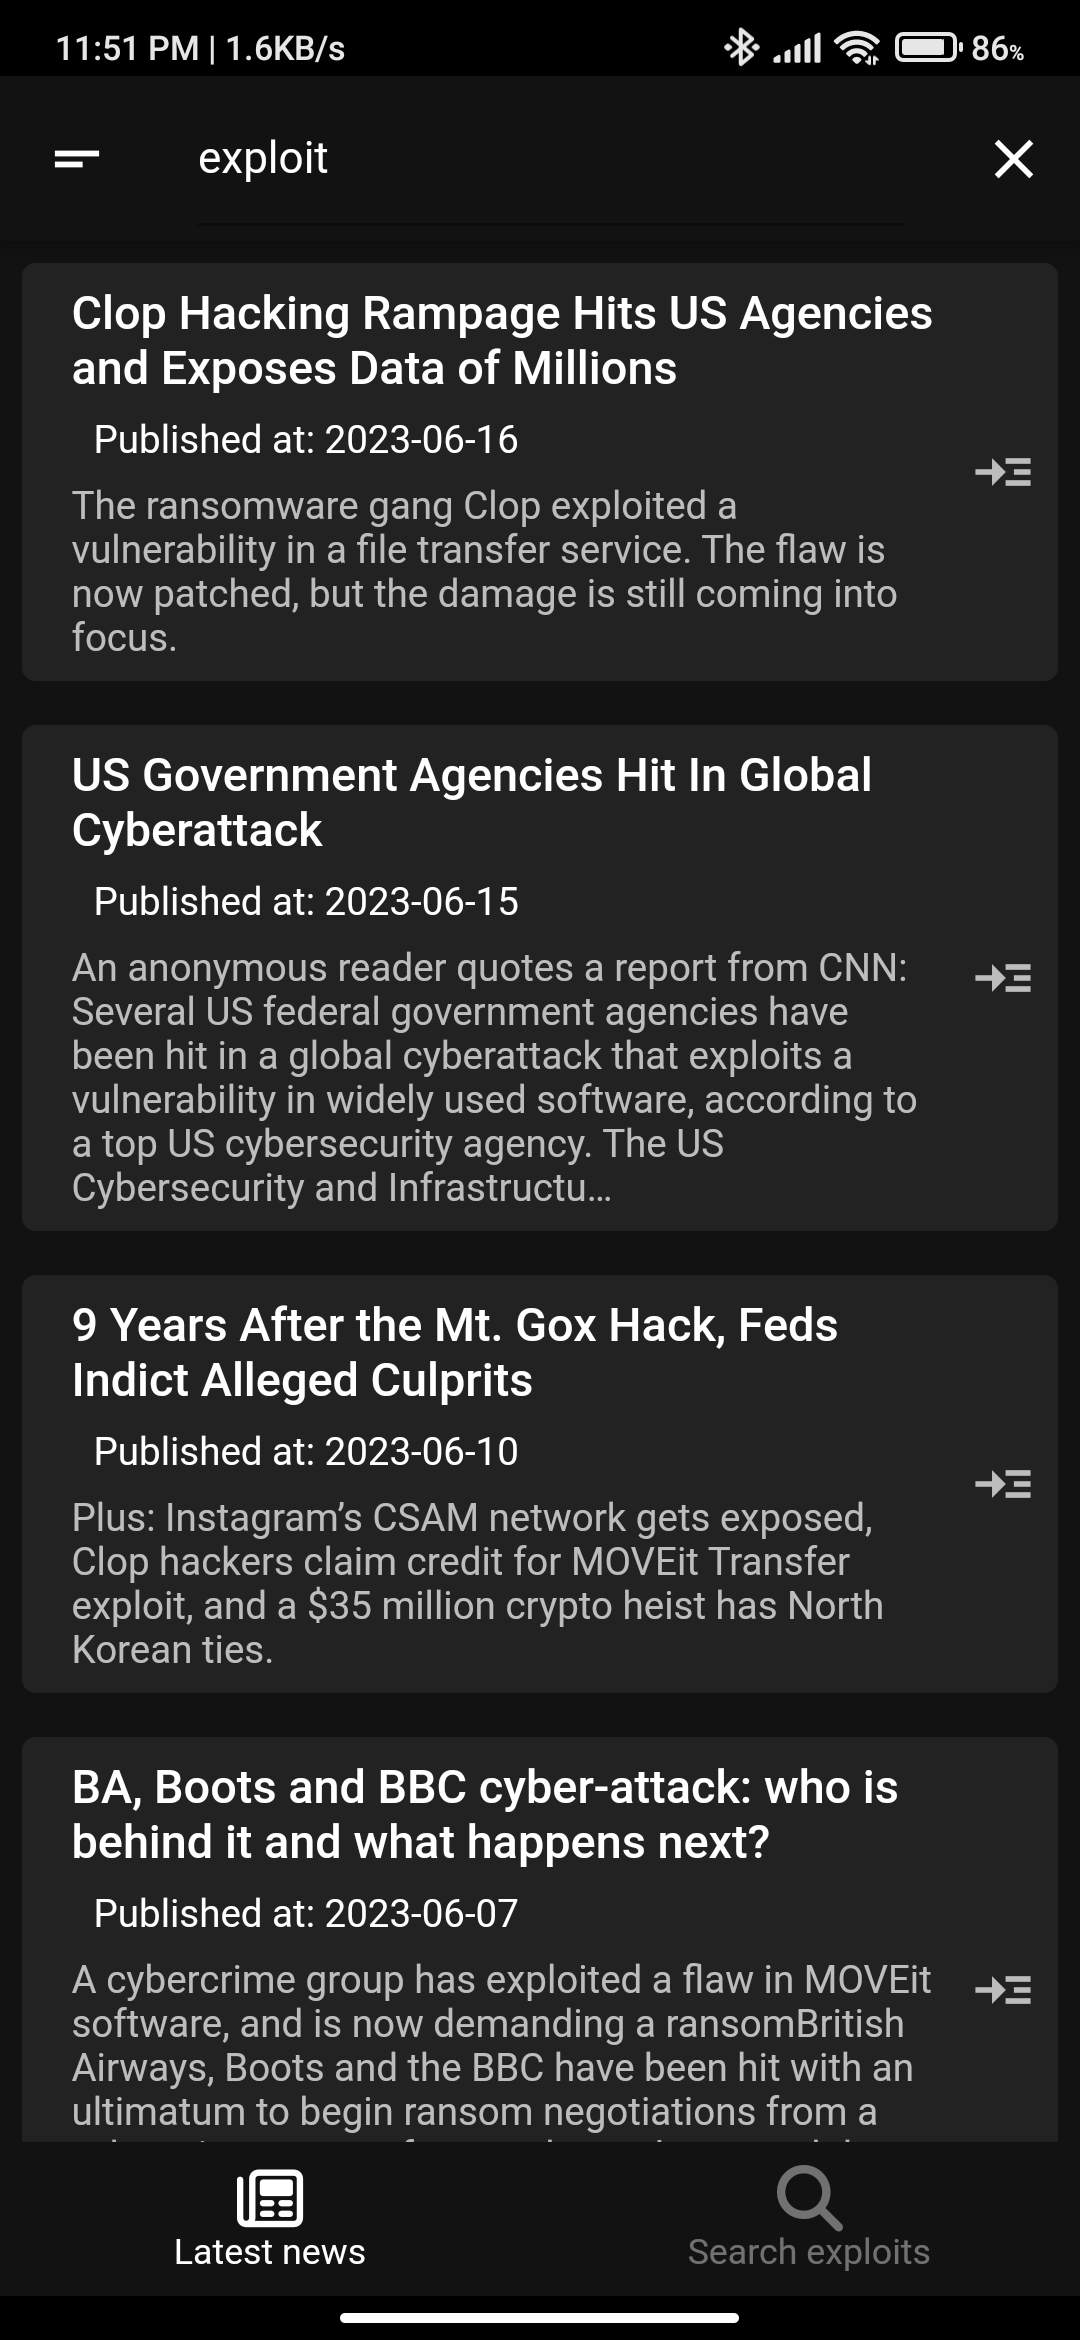 11:51 PM | 1.6KB/s
86%
exploit
Clop Hacking Rampage Hits US Agencies
and Exposes Data of Millions
Published at: 2023-06-16
The ransomware gang Clop exploited a
vulnerability in a file transfer service. The flaw is
now patched, but the damage is still coming into
focus.
US Government Agencies Hit In Global
Cyberattack
Published at: 2023-06-15
An anonymous reader quotes a report from CNN:
Several US federal government agencies have
been hit in a global cyberattack that exploits a
vulnerability in widely used software, according to
a top US cybersecurity agency. The US
Cybersecurity and Infrastructu…
9 Years After the Mt. Gox Hack, Feds
Indict Alleged Culprits
Published at: 2023-06-10
Plus: Instagram’s CSAM network gets exposed,
Clop hackers claim credit for MOVEit Transfer
exploit, and a $35 million crypto heist has North
Korean ties.
BA, Boots and BBC cyber-attack: who is
behind it and what happens next?
Published at: 2023-06-07
A cybercrime group has exploited a flaw in MOVEit
software, and is now demanding a ransomBritish
Airways, Boots and the BBC have been hit with an
ultimatum to begin ransom negotiations from a
Latest news
Search exploits